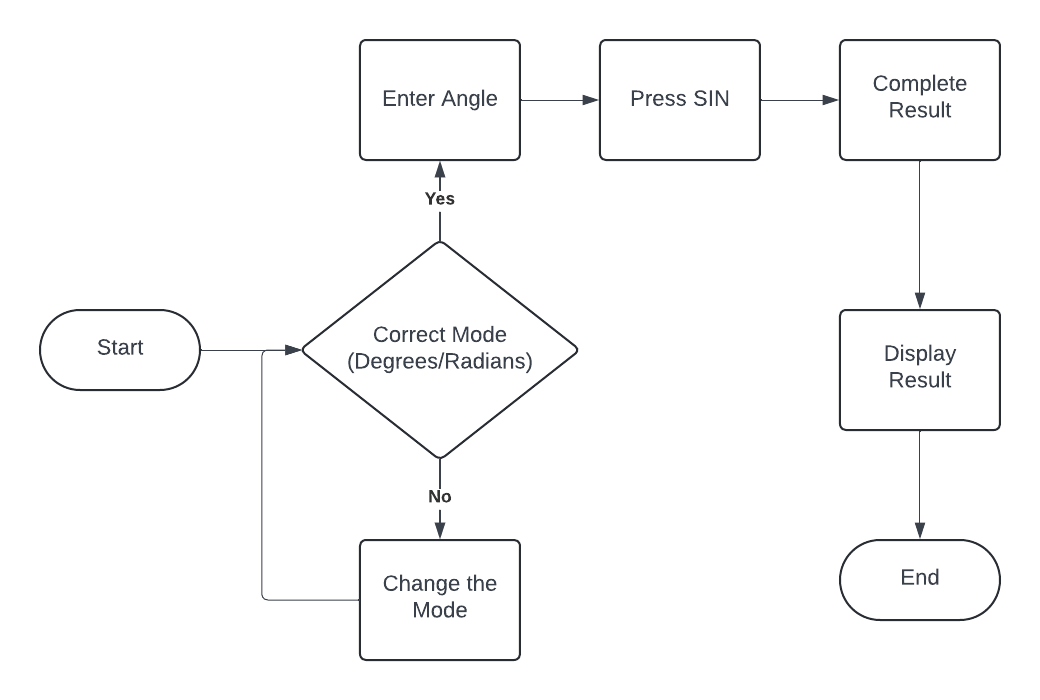 Enter Angle
Press SIN
Complete
Result
Yes
Start
Correct Mode
(Degrees/Radians)
Display
Result
No
Change the
Mode
End